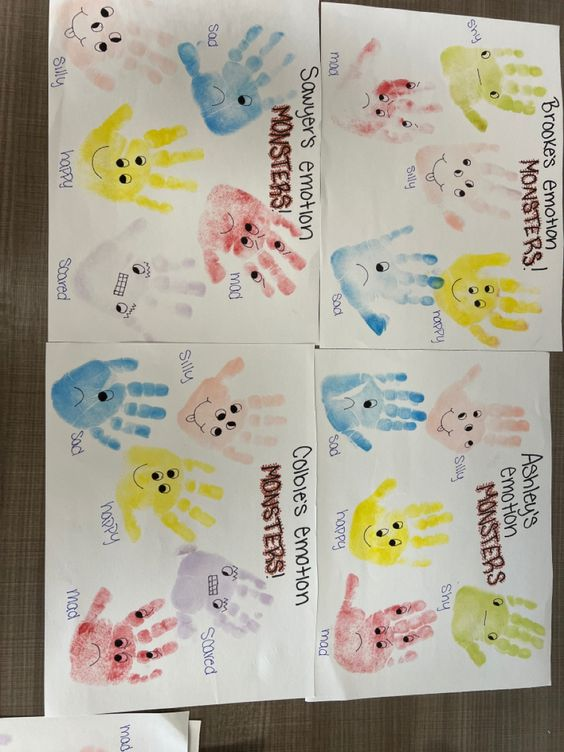 Brooke's emotion
MONSTERS!
shy
silly
happy
mad
sad
Ashley's
emotion
MONSTERS
silly
shy
sad
happy
mad
Sawyer's emotion
MONSTERS!
sad
mad
silly
happy
scared
Colbie's emotion
MONSTERS!
silly
scared
happy
sad
mad
mad